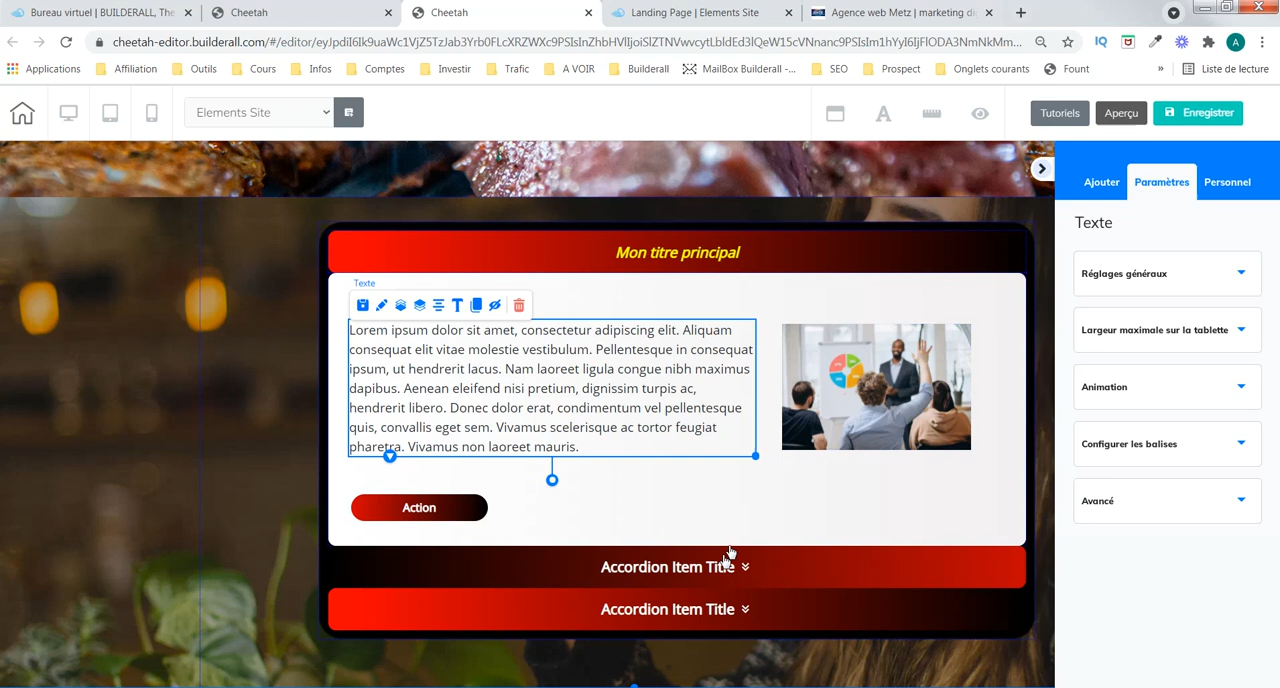 Bureau virtuel | BUILDERALL, The
Cheetah
Cheetah
Landing Page | Elements Site
Agence web Metz | marketing di
cheetah-editor.builderall.com/#/editor/eyJpdiI6Ik9uaWc1VjZ5TzJab3Yrb0FLcXRZWXc9PSIsInZhbHVlIjoiSlZTNVwvcytLbldEd3lQeW15cVNnanc9PSIsIm1hYyI6IjFlODA3NmNkMm...
IQ
A
Applications
Affiliation
Outils
Cours
Infos
Comptes
Investir
Trafic
A VOIR
Builderall
MailBox Builderall -...
SEO
Prospect
Onglets courants
Fount
»
Liste de lecture
Elements Site
Tutoriels
Aperçu
Enregistrer
Ajouter
Paramètres
Personnel
Texte
Réglages généraux
Largeur maximale sur la tablette
Animation
Configurer les balises
Avancé
Mon titre principal
Texte
Lorem ipsum dolor sit amet, consectetur adipiscing elit. Aliquam
consequat elit vitae molestie vestibulum. Pellentesque in consequat
ipsum, ut hendrerit lacus. Nam laoreet ligula congue nibh maximus
dapibus. Aenean eleifend nisi pretium, dignissim turpis ac,
hendrerit libero. Donec dolor erat, condimentum vel pellentesque
quis, convallis eget sem. Vivamus scelerisque ac tortor feugiat
pharetra. Vivamus non laoreet mauris.
Action
Accordion Item Title
Accordion Item Title